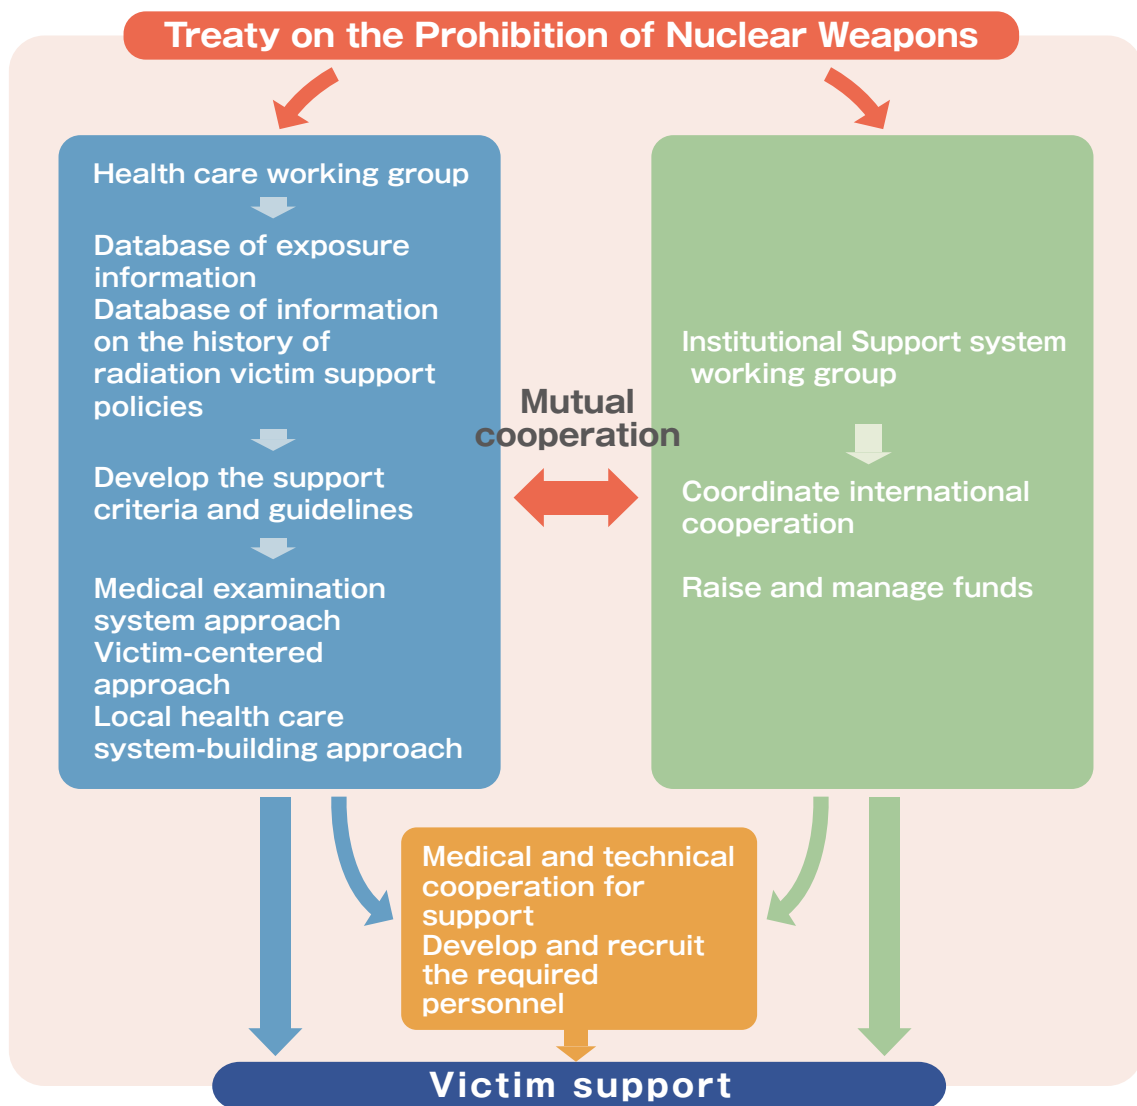 Treaty on the Prohibition of Nuclear Weapons
Health care working group
Database of exposure
information
Database of information
on the history of
radiation victim support
policies
Develop the support
criteria and guidelines
Medical examination
system approach
Victim-centered
approach
Local health care
system-building approach
Mutual
cooperation
Institutional Support system
working group
Coordinate international
cooperation
Raise and manage funds
Medical and technical
cooperation for
support
Develop and recruit
the required
personnel
Victim support